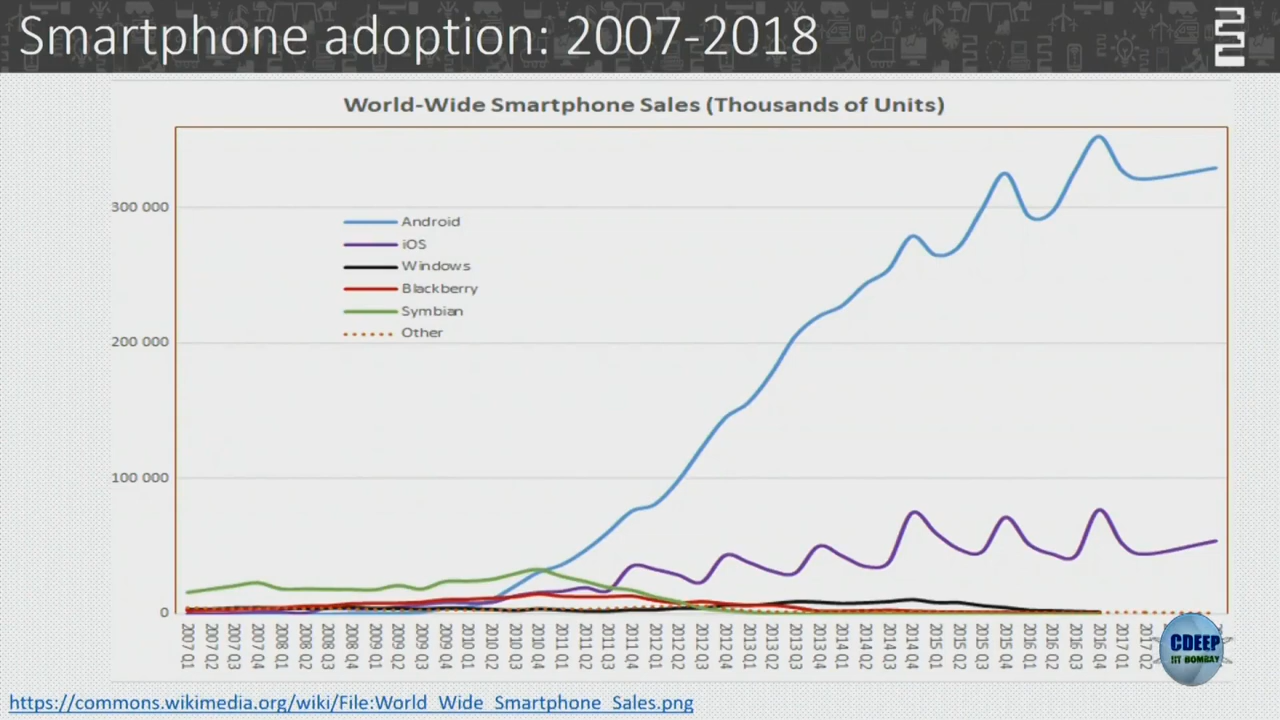 Smartphone adoption: 2007-2018
World-Wide Smartphone Sales (Thousands of Units)
300 000
200 000
100 000
0
Android
iOS
Windows
Blackberry
Symbian
Other
2007 Q1
2007 Q2
2007 Q3
2007 Q4
2008 Q1
2008 Q2
2008 Q3
2008 Q4
2009 Q1
2009 Q2
2009 Q3
2009 Q4
2010 Q1
2010 Q2
2010 Q3
2010 Q4
2011 Q1
2011 Q2
2011 Q3
2011 Q4
2012 Q1
2012 Q2
2012 Q3
2012 Q4
2013 Q1
2013 Q2
2013 Q3
2013 Q4
2014 Q1
2014 Q2
2014 Q3
2014 Q4
2015 Q1
2015 Q2
2015 Q3
2015 Q4
2016 Q1
2016 Q2
2016 Q3
2016 Q4
2017 Q1
2017 Q2
CDEEP
IIT BOMBAY
https://commons.wikimedia.org/wiki/File:World_Wide_Smartphone_Sales.png